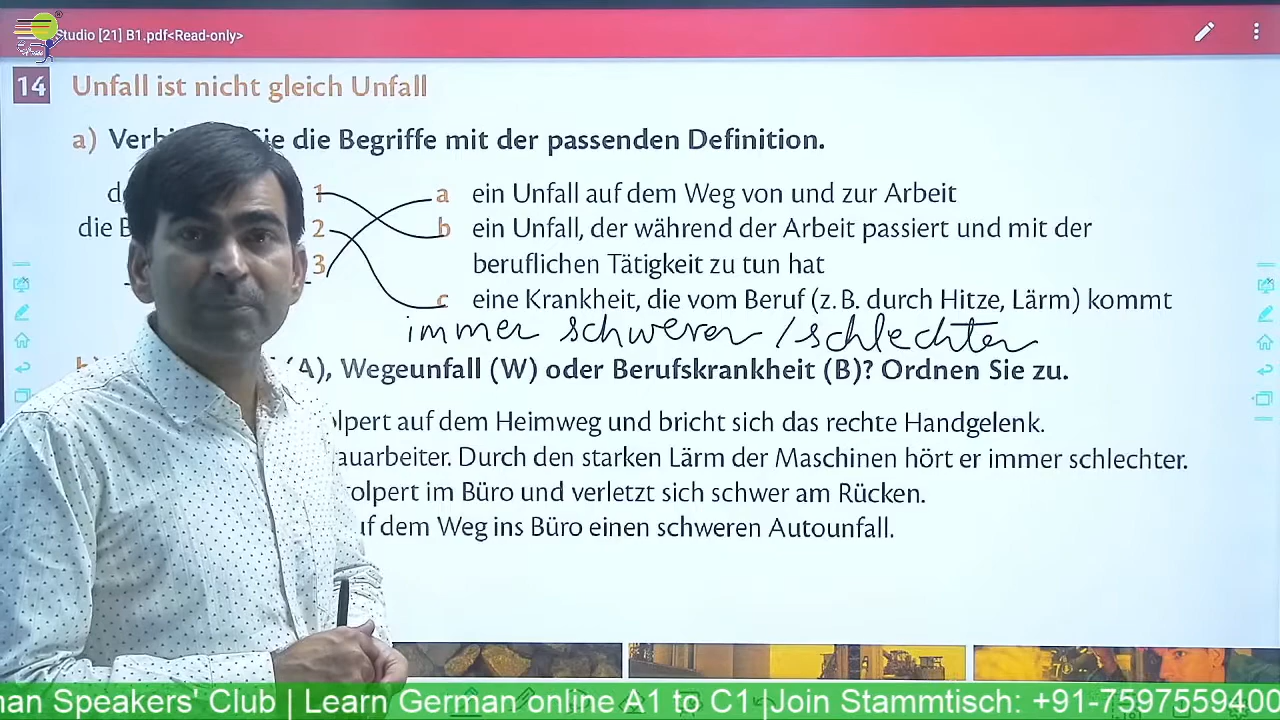 Studio [21] B1.pdf<Read-only>
14 Unfall ist nicht gleich Unfall
a) Sie die Begriffe mit der passenden Definition.
1 a ein Unfall auf dem Weg von und zur Arbeit
die 2 b ein Unfall, der während der Arbeit passiert und mit der
3 beruflichen Tätigkeit zu tun hat
c eine Krankheit, die vom Beruf (z. B. durch Hitze, Lärm) kommt
immer schwerer / schlechter
(A), Wegeunfall (W) oder Berufskrankheit (B)? Ordnen Sie zu.
auf dem Heimweg und bricht sich das rechte Handgelenk.
Durch den starken Lärm der Maschinen hört er immer schlechter.
im Büro und verletzt sich schwer am Rücken.
dem Weg ins Büro einen schweren Autounfall.
Speakers' Club | Learn German online A1 to C1 |Join Stammtisch: +91-7597559400